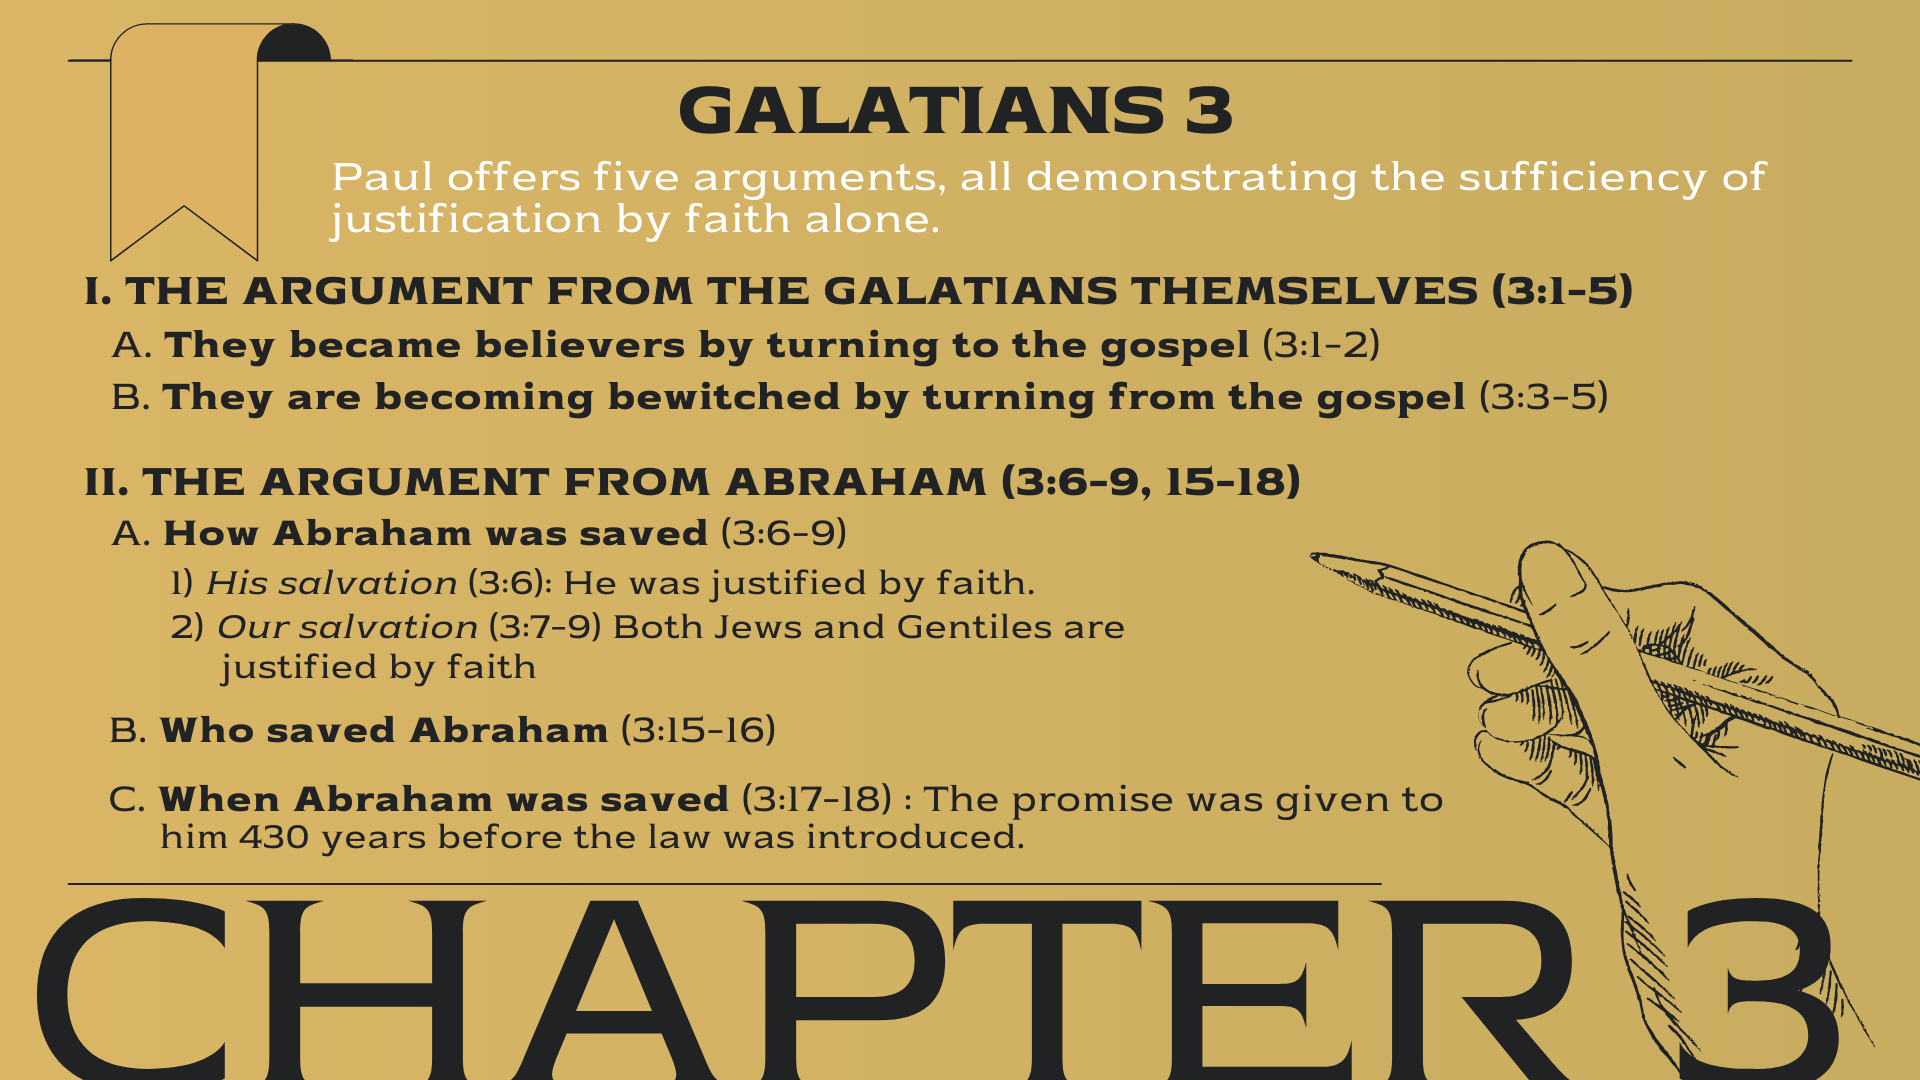 GALATIANS 3
Paul offers five arguments, all demonstrating the sufficiency of
justification by faith alone.
I. THE ARGUMENT FROM THE GALATIANS THEMSELVES (3:1-5)
A. They became believers by turning to the gospel (3:1-2)
B. They are becoming bewitched by turning from the gospel (3:3-5)
II. THE ARGUMENT FROM ABRAHAM (3:6-9, 15-18)
A. How Abraham was saved (3:6-9)
1) His salvation (3:6): He was justified by faith.
2) Our salvation (3:7-9) Both Jews and Gentiles are
justified by faith
B. Who saved Abraham (3:15-16)
C. When Abraham was saved (3:17-18) : The promise was given to
him 430 years before the law was introduced.
CHAPTER 3